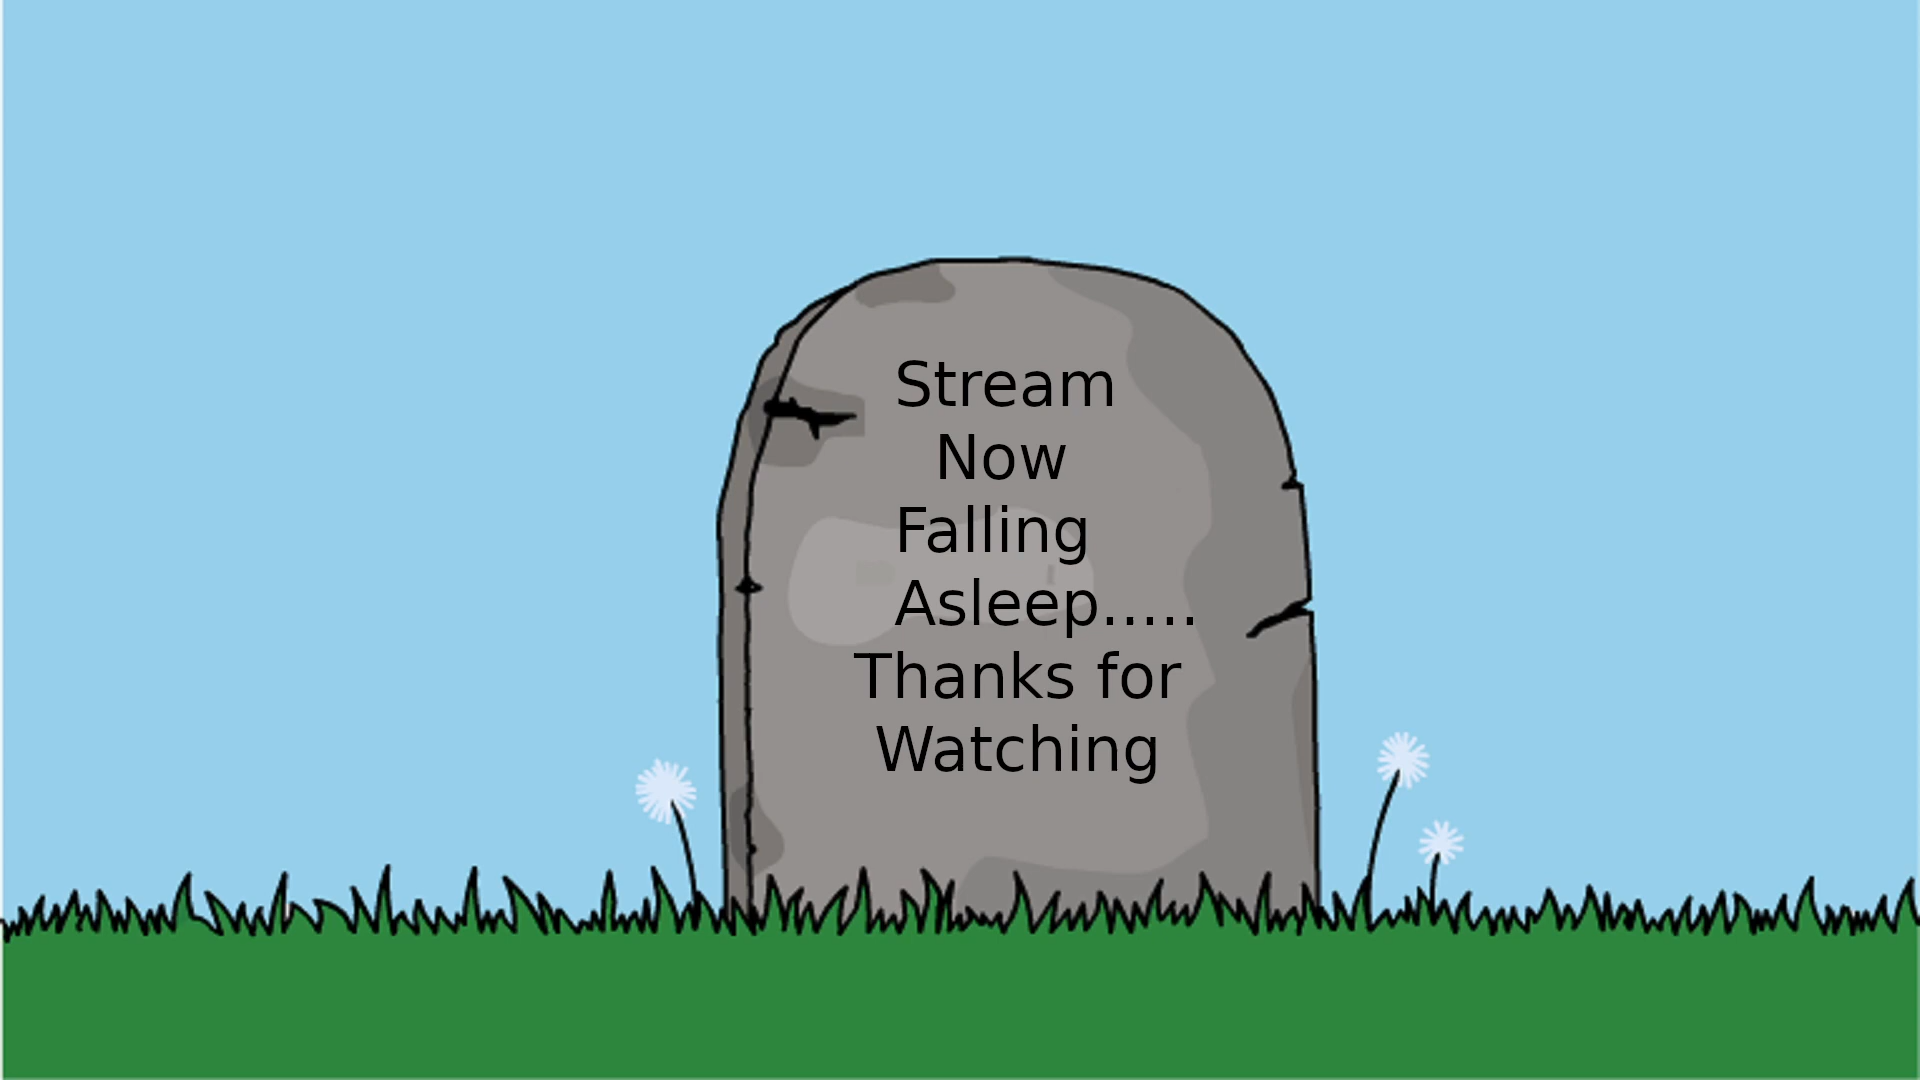 Stream
Now
Falling
Asleep.....
Thanks for
Watching